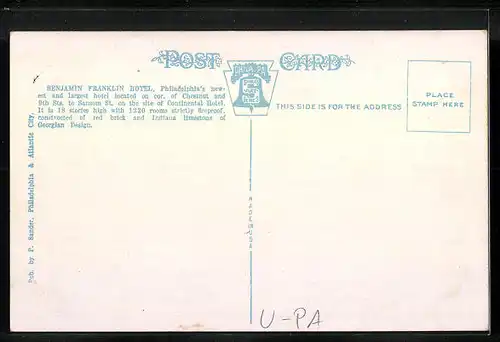 POST CARD
BENJAMIN FRANKLIN HOTEL, Philadelphia's new-
est and largest hotel located on cor. of Chestnut and
9th Sts. to Sansom St. on the site of Continental Hotel.
It is 18 stories high with 1220 rooms strictly fireproof,
constructed of red brick and Indiana limestone of
Georgian Design.
THIS SIDE IS FOR THE ADDRESS
PLACE
STAMP HERE
Pub. by P. Sander, Philadelphia & Atlantic City.
MADE IN USA
U-PA